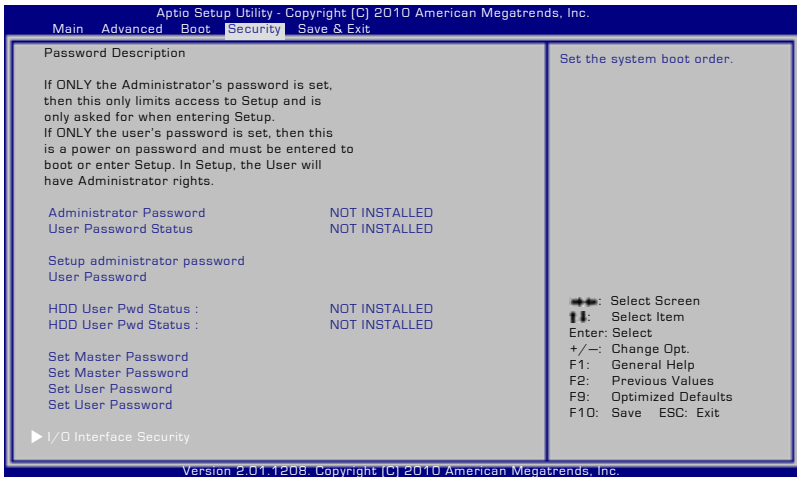 Aptio Setup Utility - Copyright (C) 2010 American Megatrends, Inc.
Main Advanced Boot Security Save & Exit
Password Description
If ONLY the Administrator's password is set,
then this only limits access to Setup and is
only asked for when entering Setup.
If ONLY the user's password is set, then this
is a power on password and must be entered to
boot or enter Setup. In Setup, the User will
have Administrator rights.
Administrator Password NOT INSTALLED
User Password Status NOT INSTALLED
Setup administrator password
User Password
HDD User Pwd Status : NOT INSTALLED
HDD User Pwd Status : NOT INSTALLED
Set Master Password
Set Master Password
Set User Password
Set User Password
I/O Interface Security
Set the system boot order.
: Select Screen
: Select Item
Enter: Select
+/—: Change Opt.
F1: General Help
F2: Previous Values
F9: Optimized Defaults
F10: Save ESC: Exit
Version 2.01.1208. Copyright (C) 2010 American Megatrends, Inc.